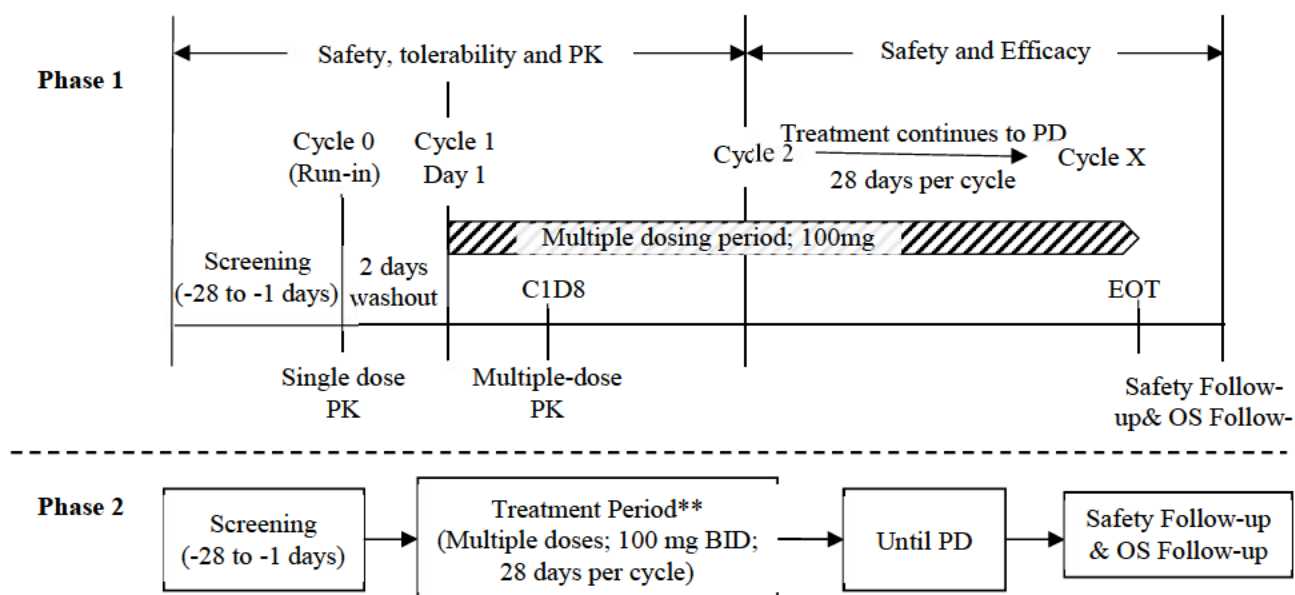 Safety, tolerability and PK
Safety and Efficacy
Phase 1
Cycle 0
(Run-in)
Cycle 1
Day 1
Cycle 2
Treatment continues to PD
28 days per cycle
Cycle X
Multiple dosing period; 100mg
Screening
(-28 to -1 days)
2 days
washout
C1D8
EOT
Single dose
PK
Multiple-dose
PK
Safety Follow-
up& OS Follow-
Phase 2
Screening
(-28 to -1 days)
Treatment Period**
(Multiple doses; 100 mg BID;
28 days per cycle)
Until PD
Safety Follow-up
& OS Follow-up